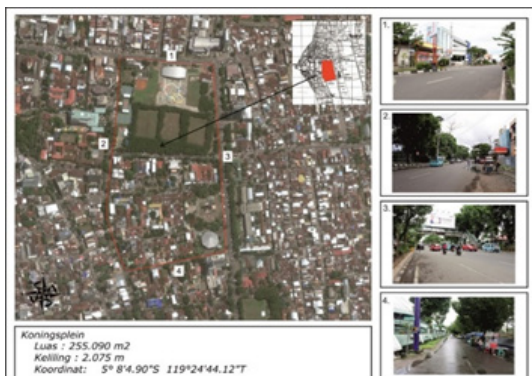 1
2
3
4
1.
2.
3.
4.
Koningsplein
Luas : 255.090 m2
Keliling : 2.075 m
Koordinat: 5° 8'4.90"S 119°24'44.12"T